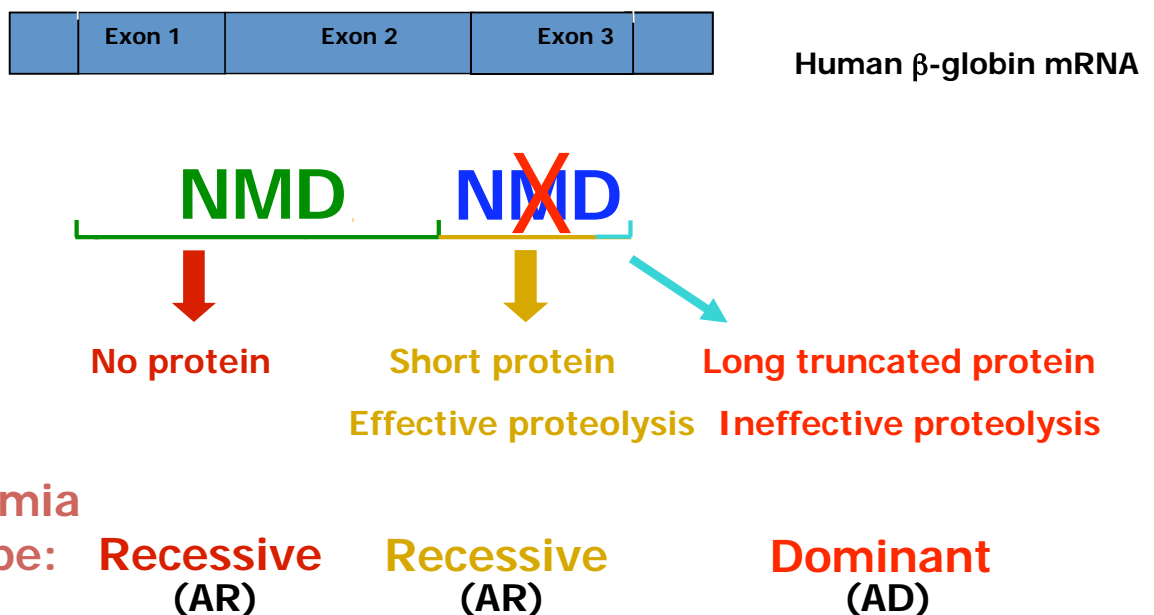 Exon 1 Exon 2 Exon 3
Human β-globin mRNA
NMD NMD
No protein Short protein Long truncated protein
Effective proteolysis Ineffective proteolysis
mia
pe: Recessive Recessive Dominant
(AR) (AR) (AD)